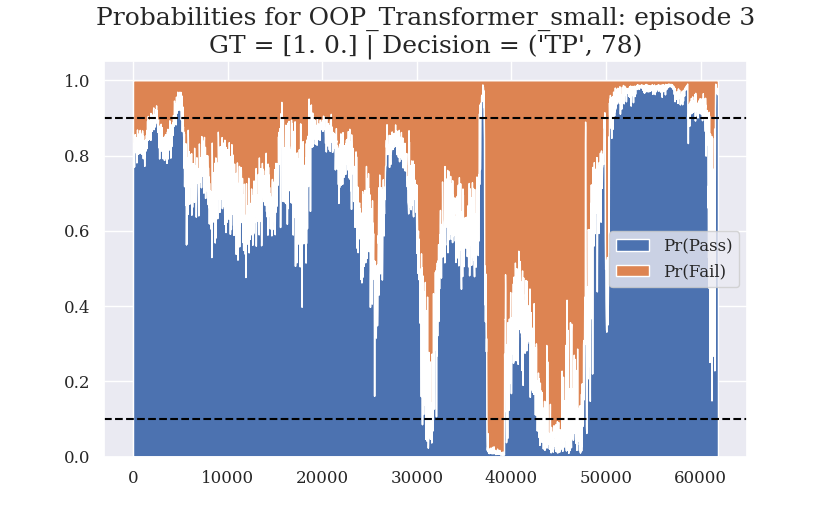 Probabilities for OOP_Transformer_small: episode 3
GT = [1. 0.] | Decision = ('TP', 78)
1.0
0.8
0.6
0.4
0.2
0.0
Pr(Pass)
Pr(Fail)
0 10000 20000 30000 40000 50000 60000